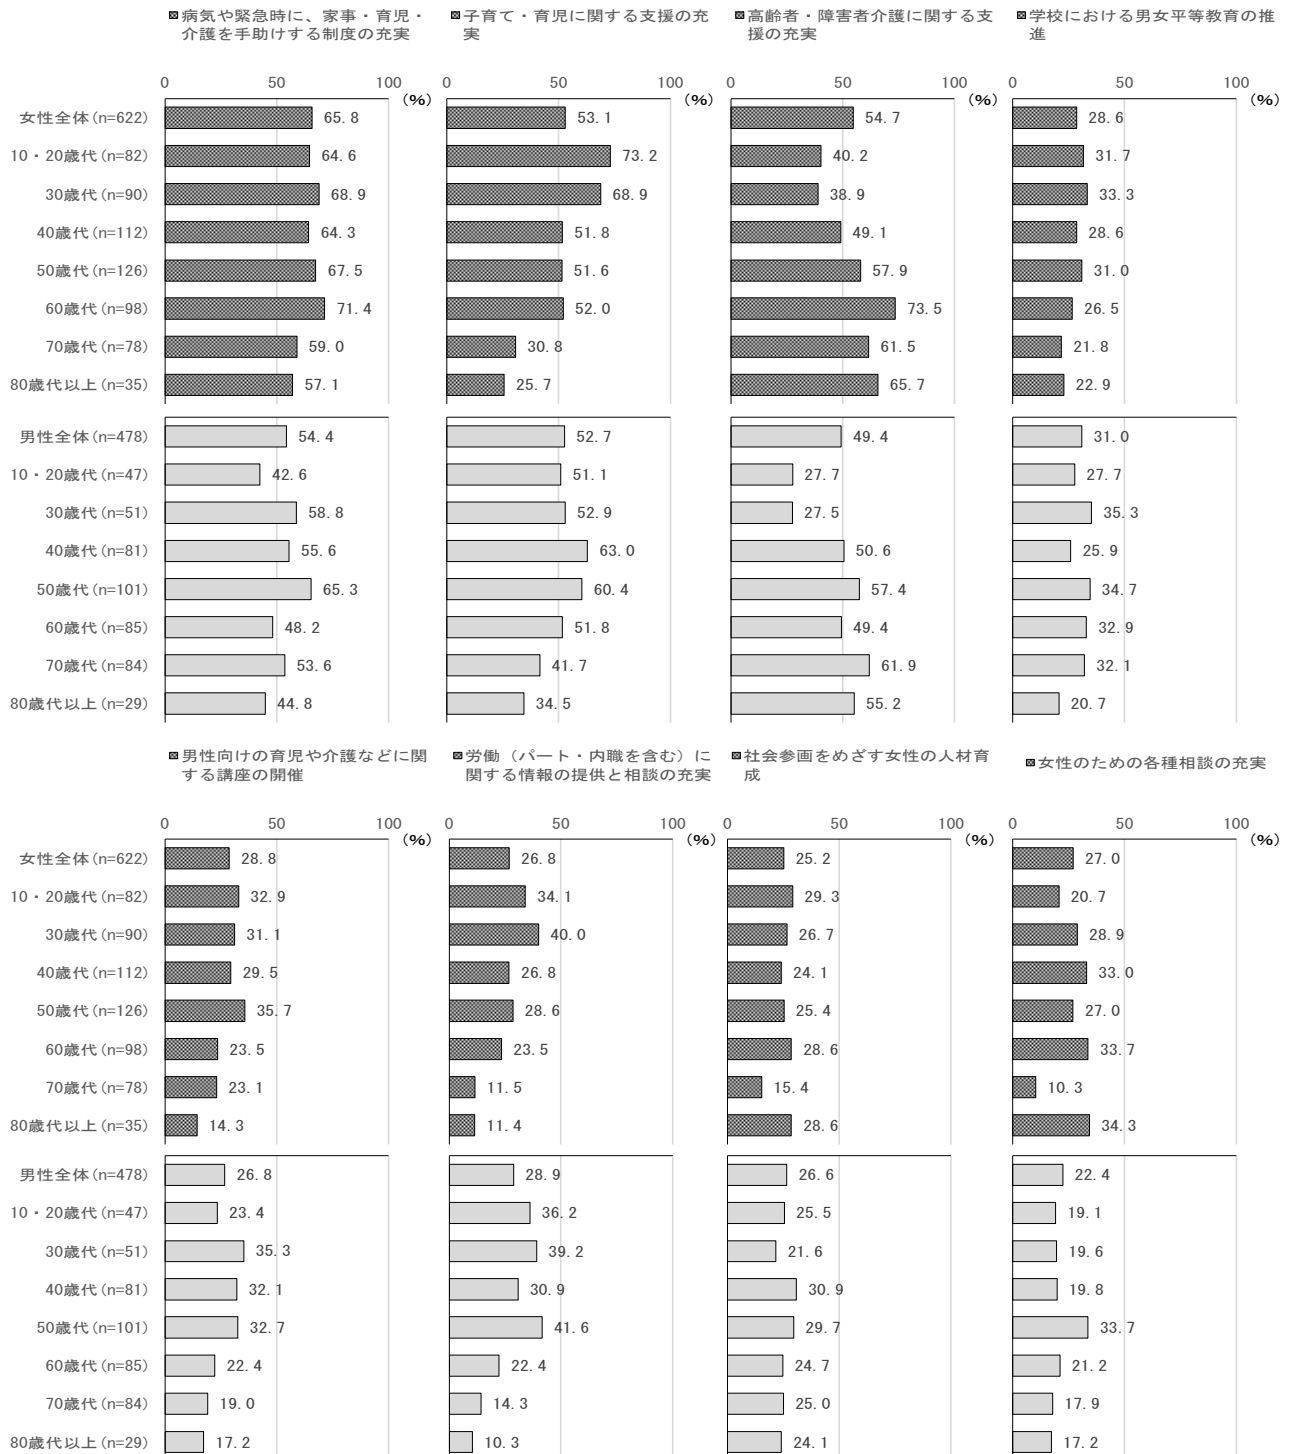 病気や緊急時に、家事・育児・
介護を手助けする制度の充実
子育て・育児に関する支援の充
実
高齢者・障害者介護に関する支
援の充実
学校における男女平等教育の推
進
0 50 100 0 50 100 0 50 100 0 50 100
(%) (%) (%) (%)
女性全体(n=622) 65.8 53.1 54.7 28.6
10・20歳代(n=82) 64.6 73.2 40.2 31.7
30歳代(n=90) 68.9 68.9 38.9 33.3
40歳代(n=112) 64.3 51.8 49.1 28.6
50歳代(n=126) 67.5 51.6 57.9 31.0
60歳代(n=98) 71.4 52.0 73.5 26.5
70歳代(n=78) 59.0 30.8 61.5 21.8
80歳代以上(n=35) 57.1 25.7 65.7 22.9
男性全体(n=478) 54.4 52.7 49.4 31.0
10・20歳代(n=47) 42.6 51.1 27.7 27.7
30歳代(n=51) 58.8 52.9 27.5 35.3
40歳代(n=81) 55.6 63.0 50.6 25.9
50歳代(n=101) 65.3 60.4 57.4 34.7
60歳代(n=85) 48.2 51.8 49.4 32.9
70歳代(n=84) 53.6 41.7 61.9 32.1
80歳代以上(n=29) 44.8 34.5 55.2 20.7
男性向けの育児や介護などに関
する講座の開催
労働（パート・内職を含む）に
関する情報の提供と相談の充実
社会参画をめざす女性の人材育
成
女性のための各種相談の充実
0 50 100 0 50 100 0 50 100 0 50 100
(%) (%) (%) (%)
女性全体(n=622) 28.8 26.8 25.2 27.0
10・20歳代(n=82) 32.9 34.1 29.3 20.7
30歳代(n=90) 31.1 40.0 26.7 28.9
40歳代(n=112) 29.5 26.8 24.1 33.0
50歳代(n=126) 35.7 28.6 25.4 27.0
60歳代(n=98) 23.5 23.5 28.6 33.7
70歳代(n=78) 23.1 11.5 15.4 10.3
80歳代以上(n=35) 14.3 11.4 28.6 34.3
男性全体(n=478) 26.8 28.9 26.6 22.4
10・20歳代(n=47) 23.4 36.2 25.5 19.1
30歳代(n=51) 35.3 39.2 21.6 19.6
40歳代(n=81) 32.1 30.9 30.9 19.8
50歳代(n=101) 32.7 41.6 29.7 33.7
60歳代(n=85) 22.4 22.4 24.7 21.2
70歳代(n=84) 19.0 14.3 25.0 17.9
80歳代以上(n=29) 17.2 10.3 24.1 17.2